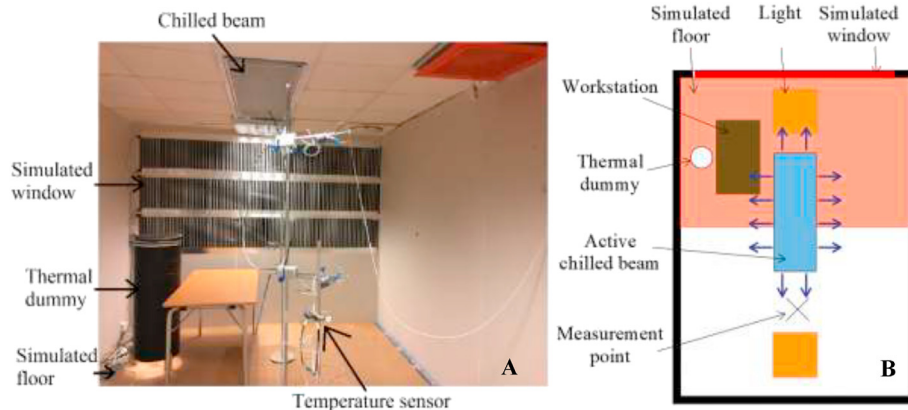 Chilled beam
Simulated
window
Thermal
dummy
Simulated
floor
Temperature sensor
A
Simulated
floor
Light
Simulated
window
Workstation
Thermal
dummy
Active
chilled beam
Measurement
point
B